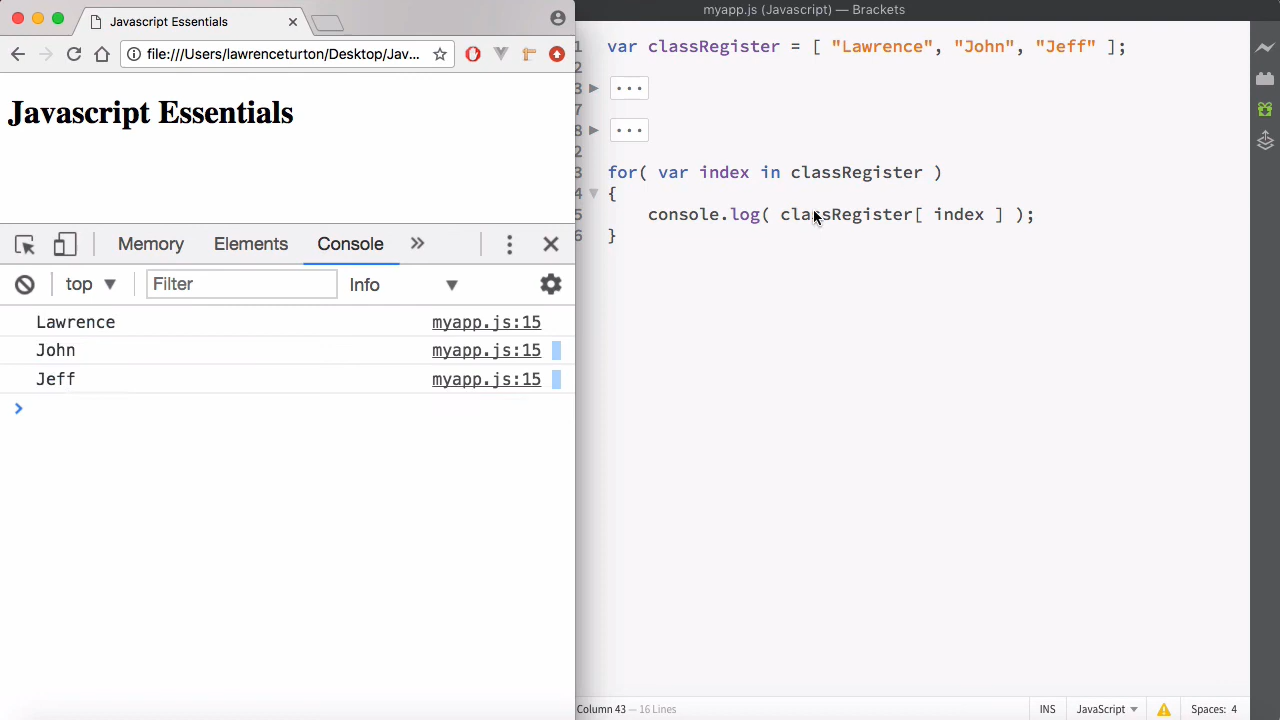 Javascript Essentials
file:///Users/lawrenceturton/Desktop/Jav...
Javascript Essentials
Memory Elements Console »
top ▼ Filter Info ▼
Lawrence myapp.js:15
John myapp.js:15
Jeff myapp.js:15
>
myapp.js (Javascript) — Brackets
1 var classRegister = [ "Lawrence", "John", "Jeff" ];
2
3 ...
7
8 ...
2
3 for( var index in classRegister )
4 {
5 console.log( classRegister[ index ] );
6 }
Column 43 — 16 Lines INS JavaScript Spaces: 4